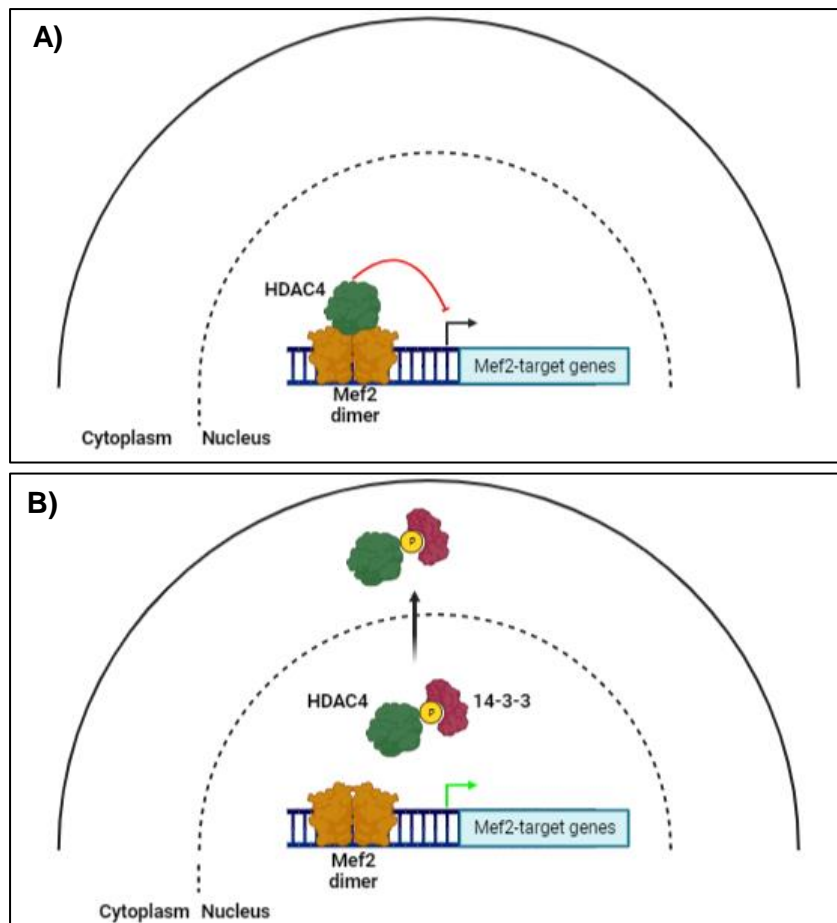 A)
HDAC4
Mef2-target genes
Mef2
dimer
Cytoplasm Nucleus
B)
P
HDAC4 P 14-3-3
Mef2-target genes
Mef2
dimer
Cytoplasm Nucleus